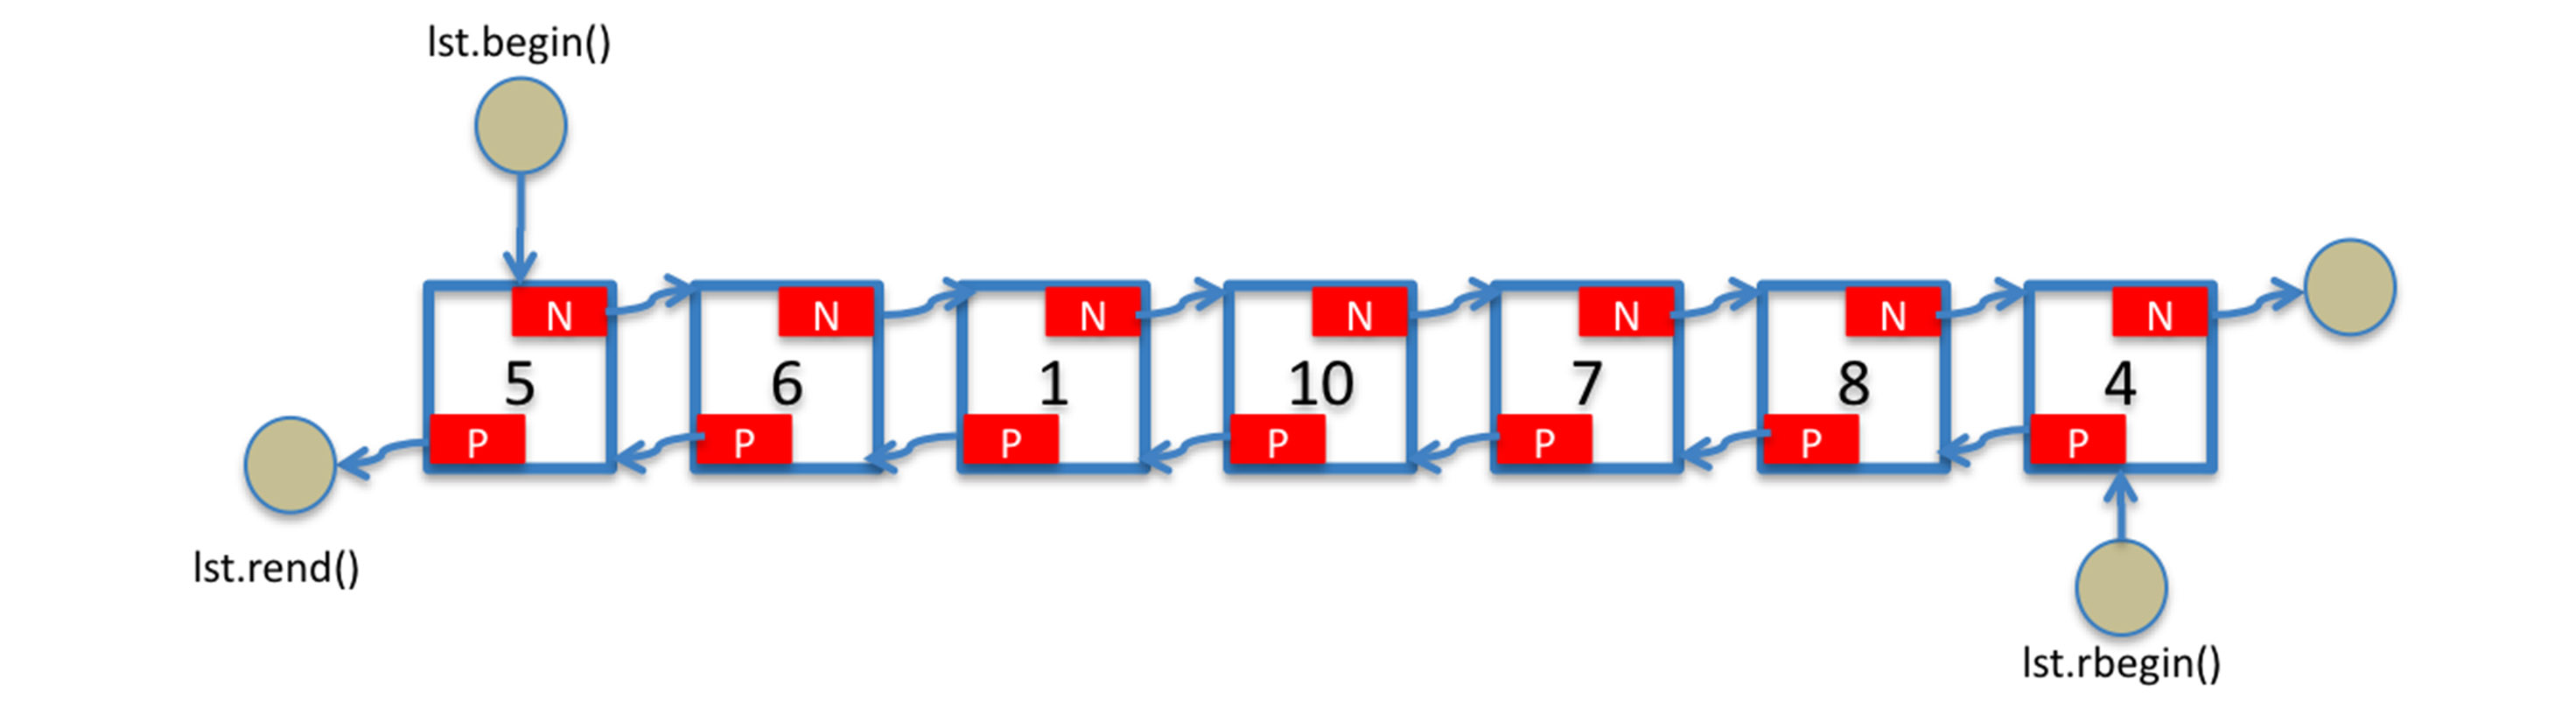 lst.begin()
N N N N N N N
5 6 1 10 7 8 4
P P P P P P P
lst.rend()
lst.rbegin()